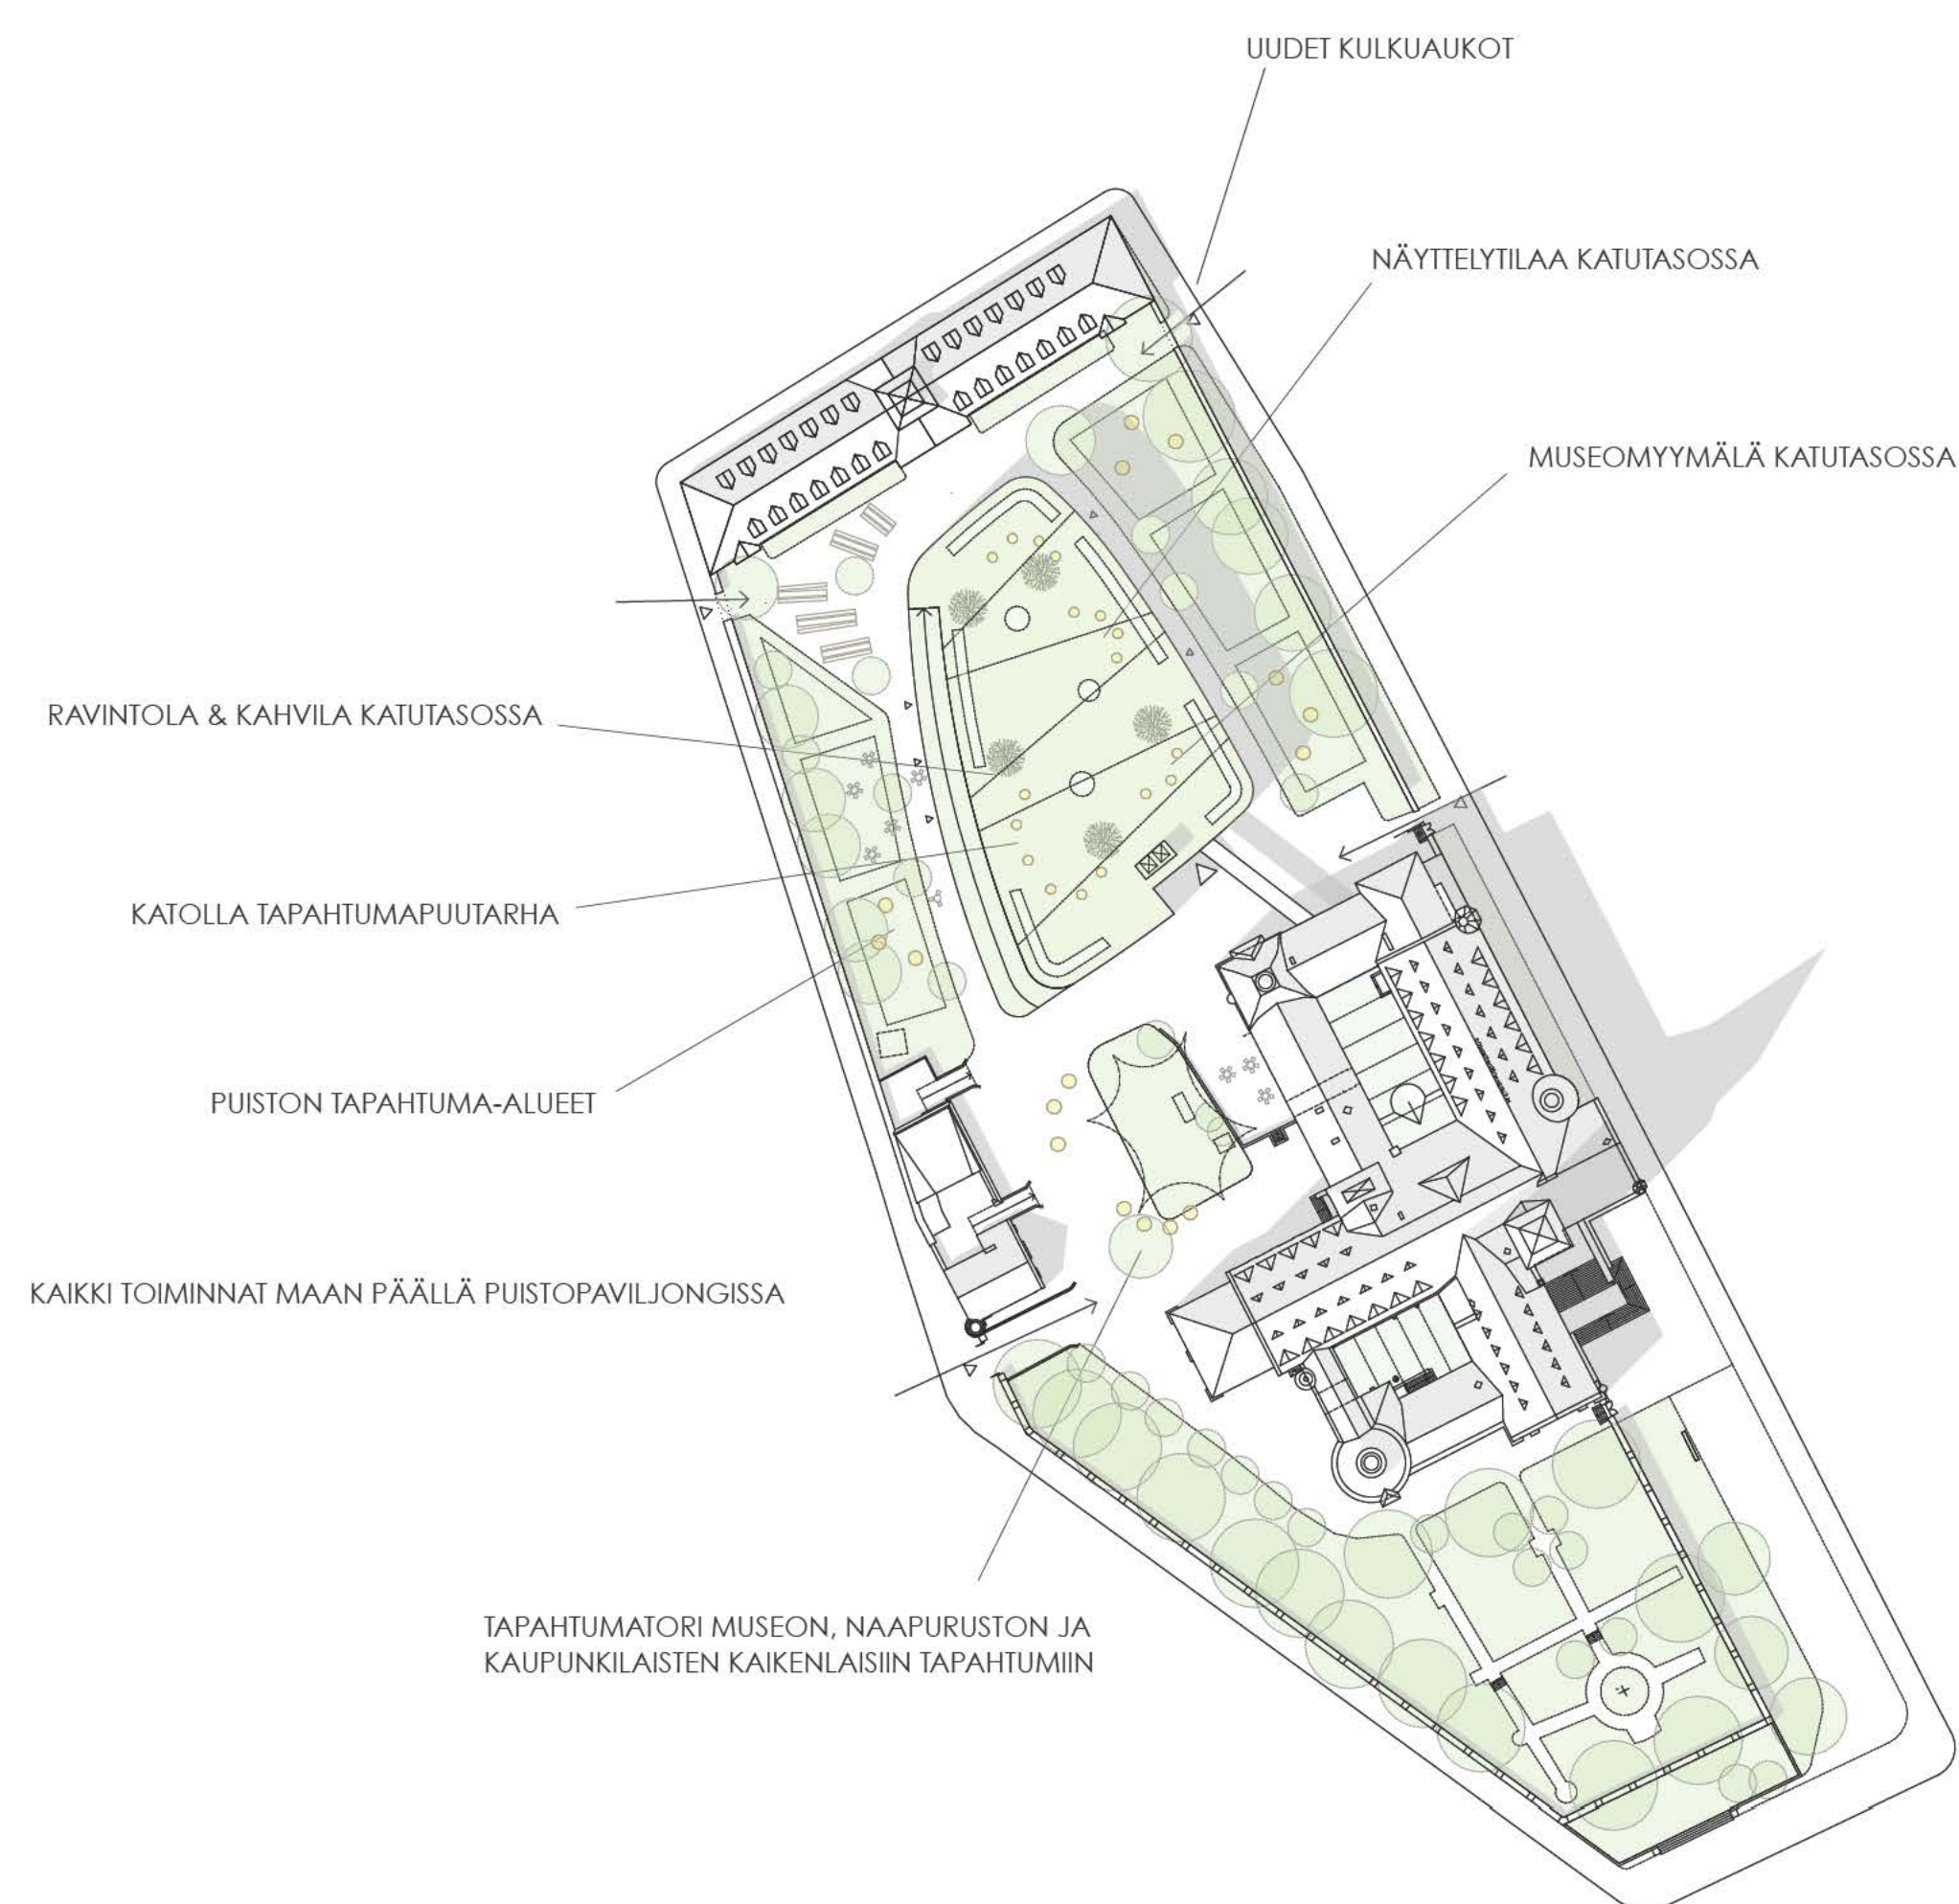 UUDET KULKUAUKOT
NÄYTTELYTILAA KATUTASOSSA
MUSEOMYYMÄLÄ KATUTASOSSA
RAVINTOLA & KAHVILA KATUTASOSSA
KATOLLA TAPAHTUMAPUUTARHA
PUISTON TAPAHTUMA-ALUEET
KAIKKI TOIMINNAT MAAN PÄÄLLÄ PUISTOPAVILJONGISSA
TAPAHTUMATORI MUSEON, NAAPURUSTON JA
KAUPUNKILAISTEN KAIKENLAISIIN TAPAHTUMIIN